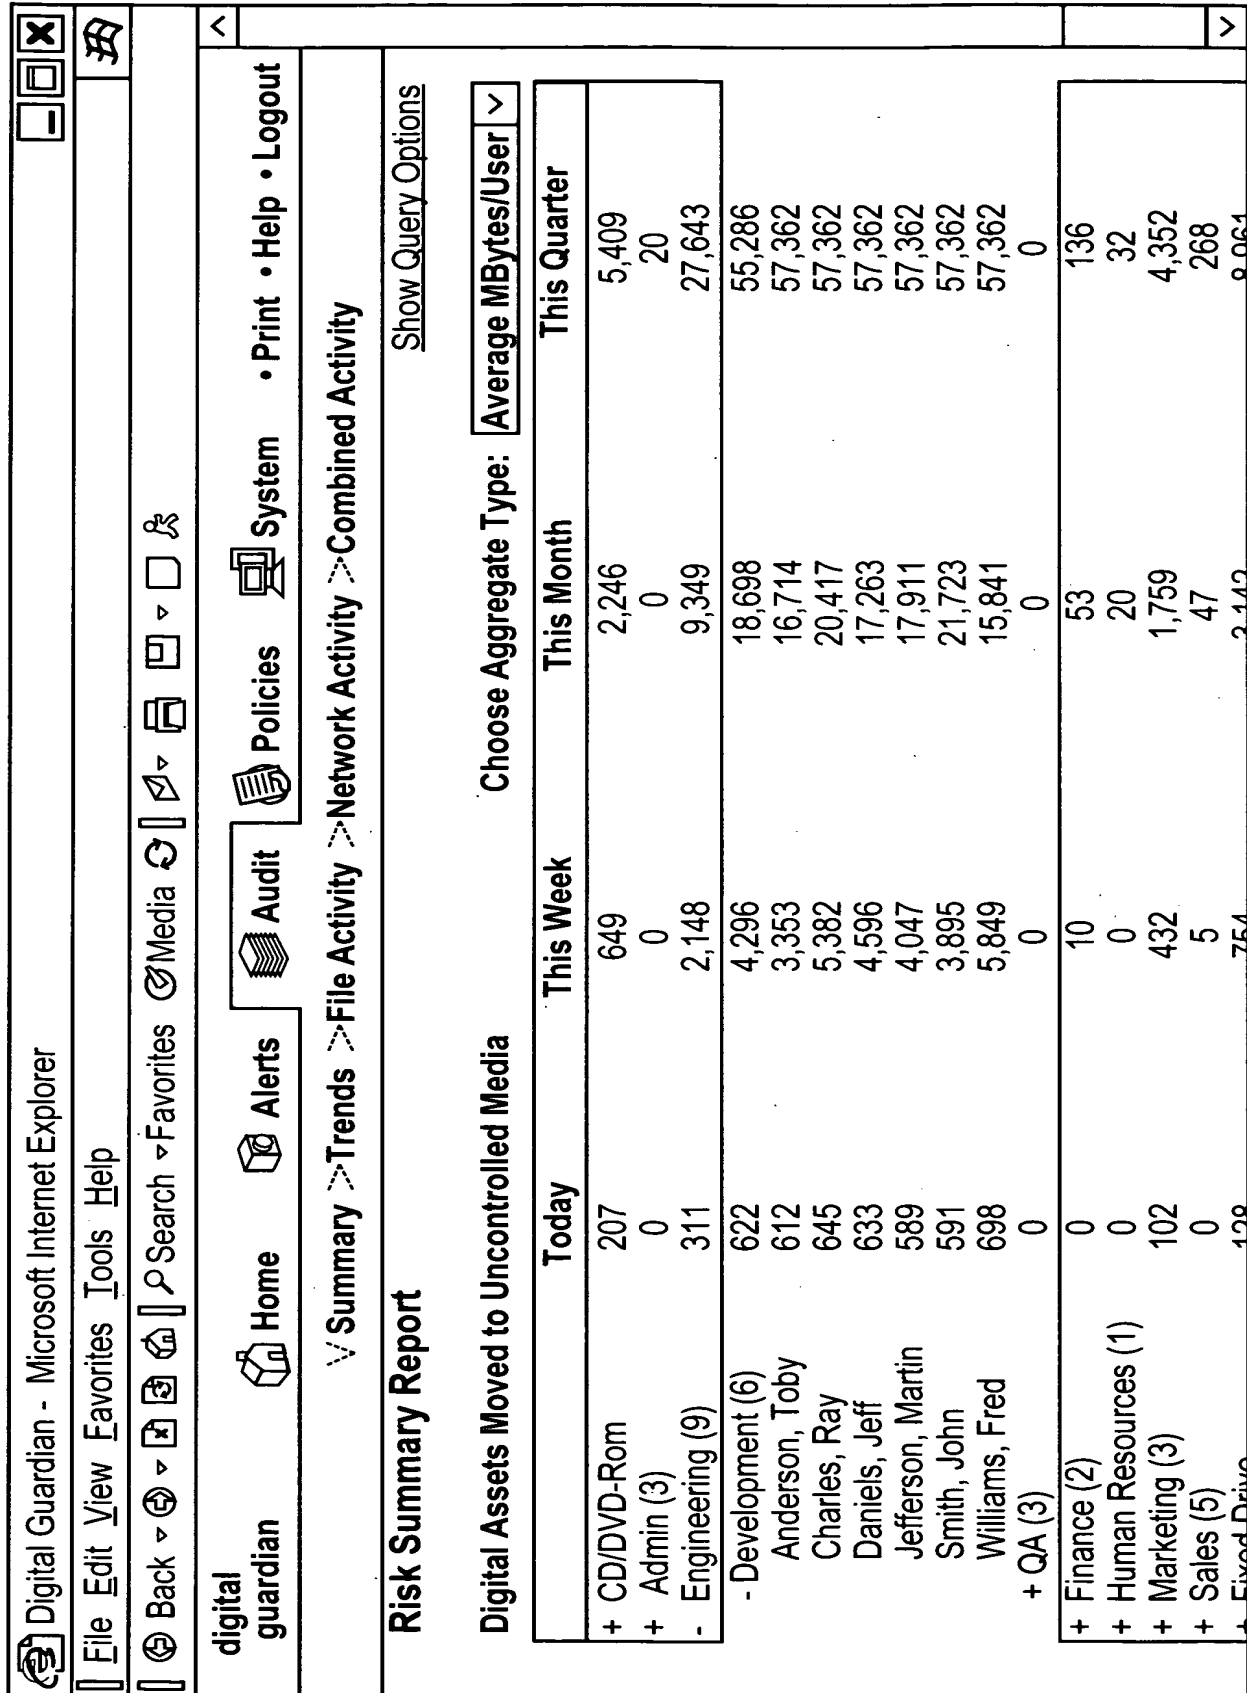 Digital Guardian - Microsoft Internet Explorer
File Edit View Favorites Tools Help
Back Search Favorites Media
digital guardian Home Alerts Audit Policies System • Print • Help • Logout
Summary >Trends >File Activity >Network Activity >Combined Activity
Risk Summary Report Show Query Options
Digital Assets Moved to Uncontrolled Media Choose Aggregate Type: Average MBytes/User
Today This Week This Month This Quarter
+ CD/DVD-Rom 207 649 2,246 5,409
+ Admin (3) 0 0 0 20
- Engineering (9) 311 2,148 9,349 27,643
- Development (6) 622 4,296 18,698 55,286
Anderson, Toby 612 3,353 16,714 57,362
Charles, Ray 645 5,382 20,417 57,362
Daniels, Jeff 633 4,596 17,263 57,362
Jefferson, Martin 589 4,047 17,911 57,362
Smith, John 591 3,895 21,723 57,362
Williams, Fred 698 5,849 15,841 57,362
+ QA (3) 0 0 0 0
+ Finance (2) 0 10 53 136
+ Human Resources (1) 0 0 20 32
+ Marketing (3) 102 432 1,759 4,352
+ Sales (5) 0 5 47 268
+ Fixed Drive 128 754 3,142 8,961